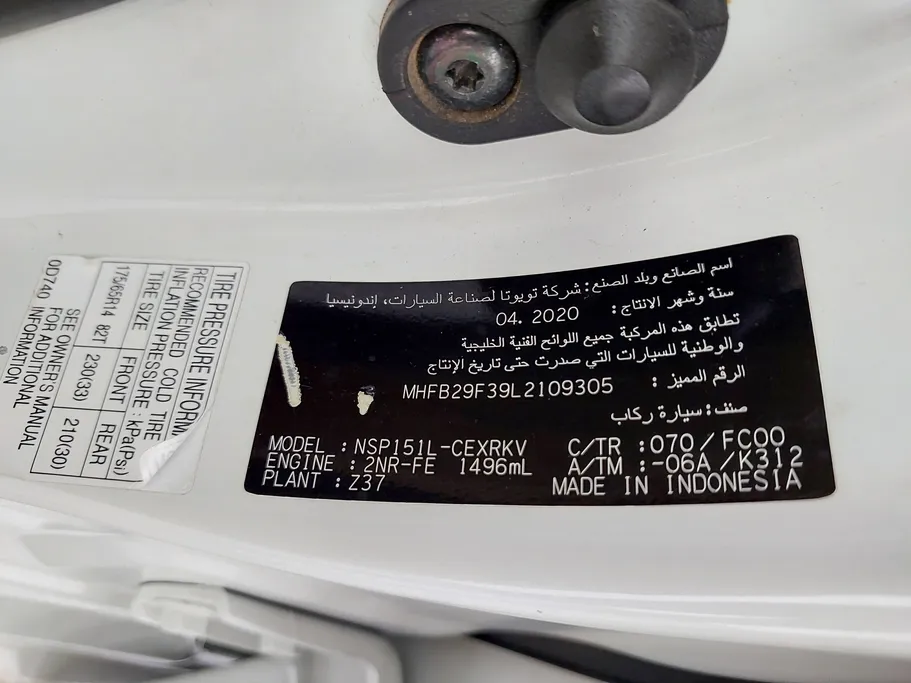 اسم الصانع وبلد الصنع: شركة تويوتا لصناعة السيارات، إندونيسيا
سنة وشهر الانتاج: 04. 2020
تطابق هذه المركبة جميع اللوائح الفنية الخليجية
والوطنية للسيارات التي صدرت حتى تاريخ الإنتاج
الرقم المميز : MHFB29F39L2109305
صنف: سيارة ركاب
MODEL : NSP151L-CEXRKV C/TR : 070 / FC00
ENGINE : 2NR-FE 1496mL A/TM : -06A / K312
PLANT : Z37 MADE IN INDONESIA
TIRE PRESSURE INFORM
RECOMMENDED COLD TIRE
INFLATION PRESSURE : kPa(Psi)
TIRE SIZE FRONT REAR
175/65R14 82T 230(33) 210(30)
SEE OWNER'S MANUAL
FOR ADDITIONAL
INFORMATION
0D740